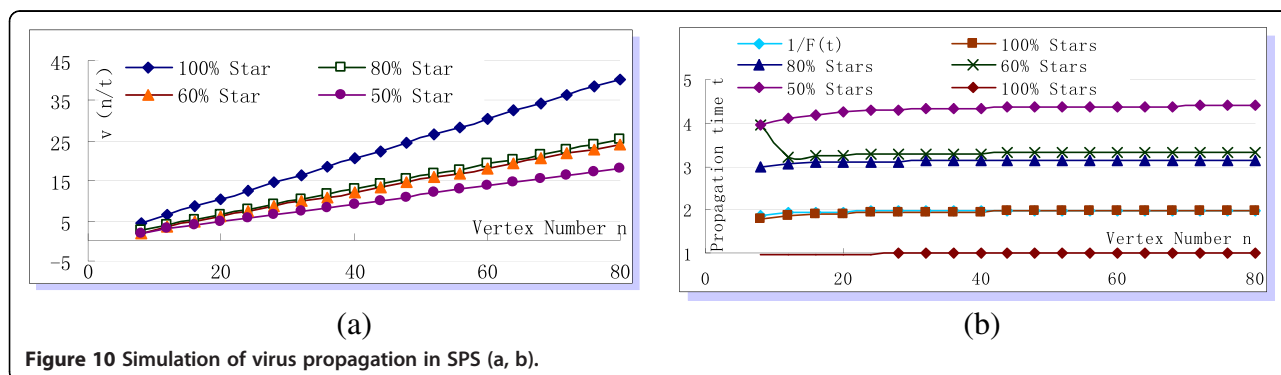 45
35
25
15
5
−5
v (n/t)
100% Star
80% Star
60% Star
50% Star
Vertex Number n
0
20
40
60
80
(a)
1/F(t)
100% Stars
80% Stars
60% Stars
50% Stars
100% Stars
5
4
3
2
1
Propagation time t
Vertex Number n
0
20
40
60
80
(b)
Figure 10 Simulation of virus propagation in SPS (a, b).